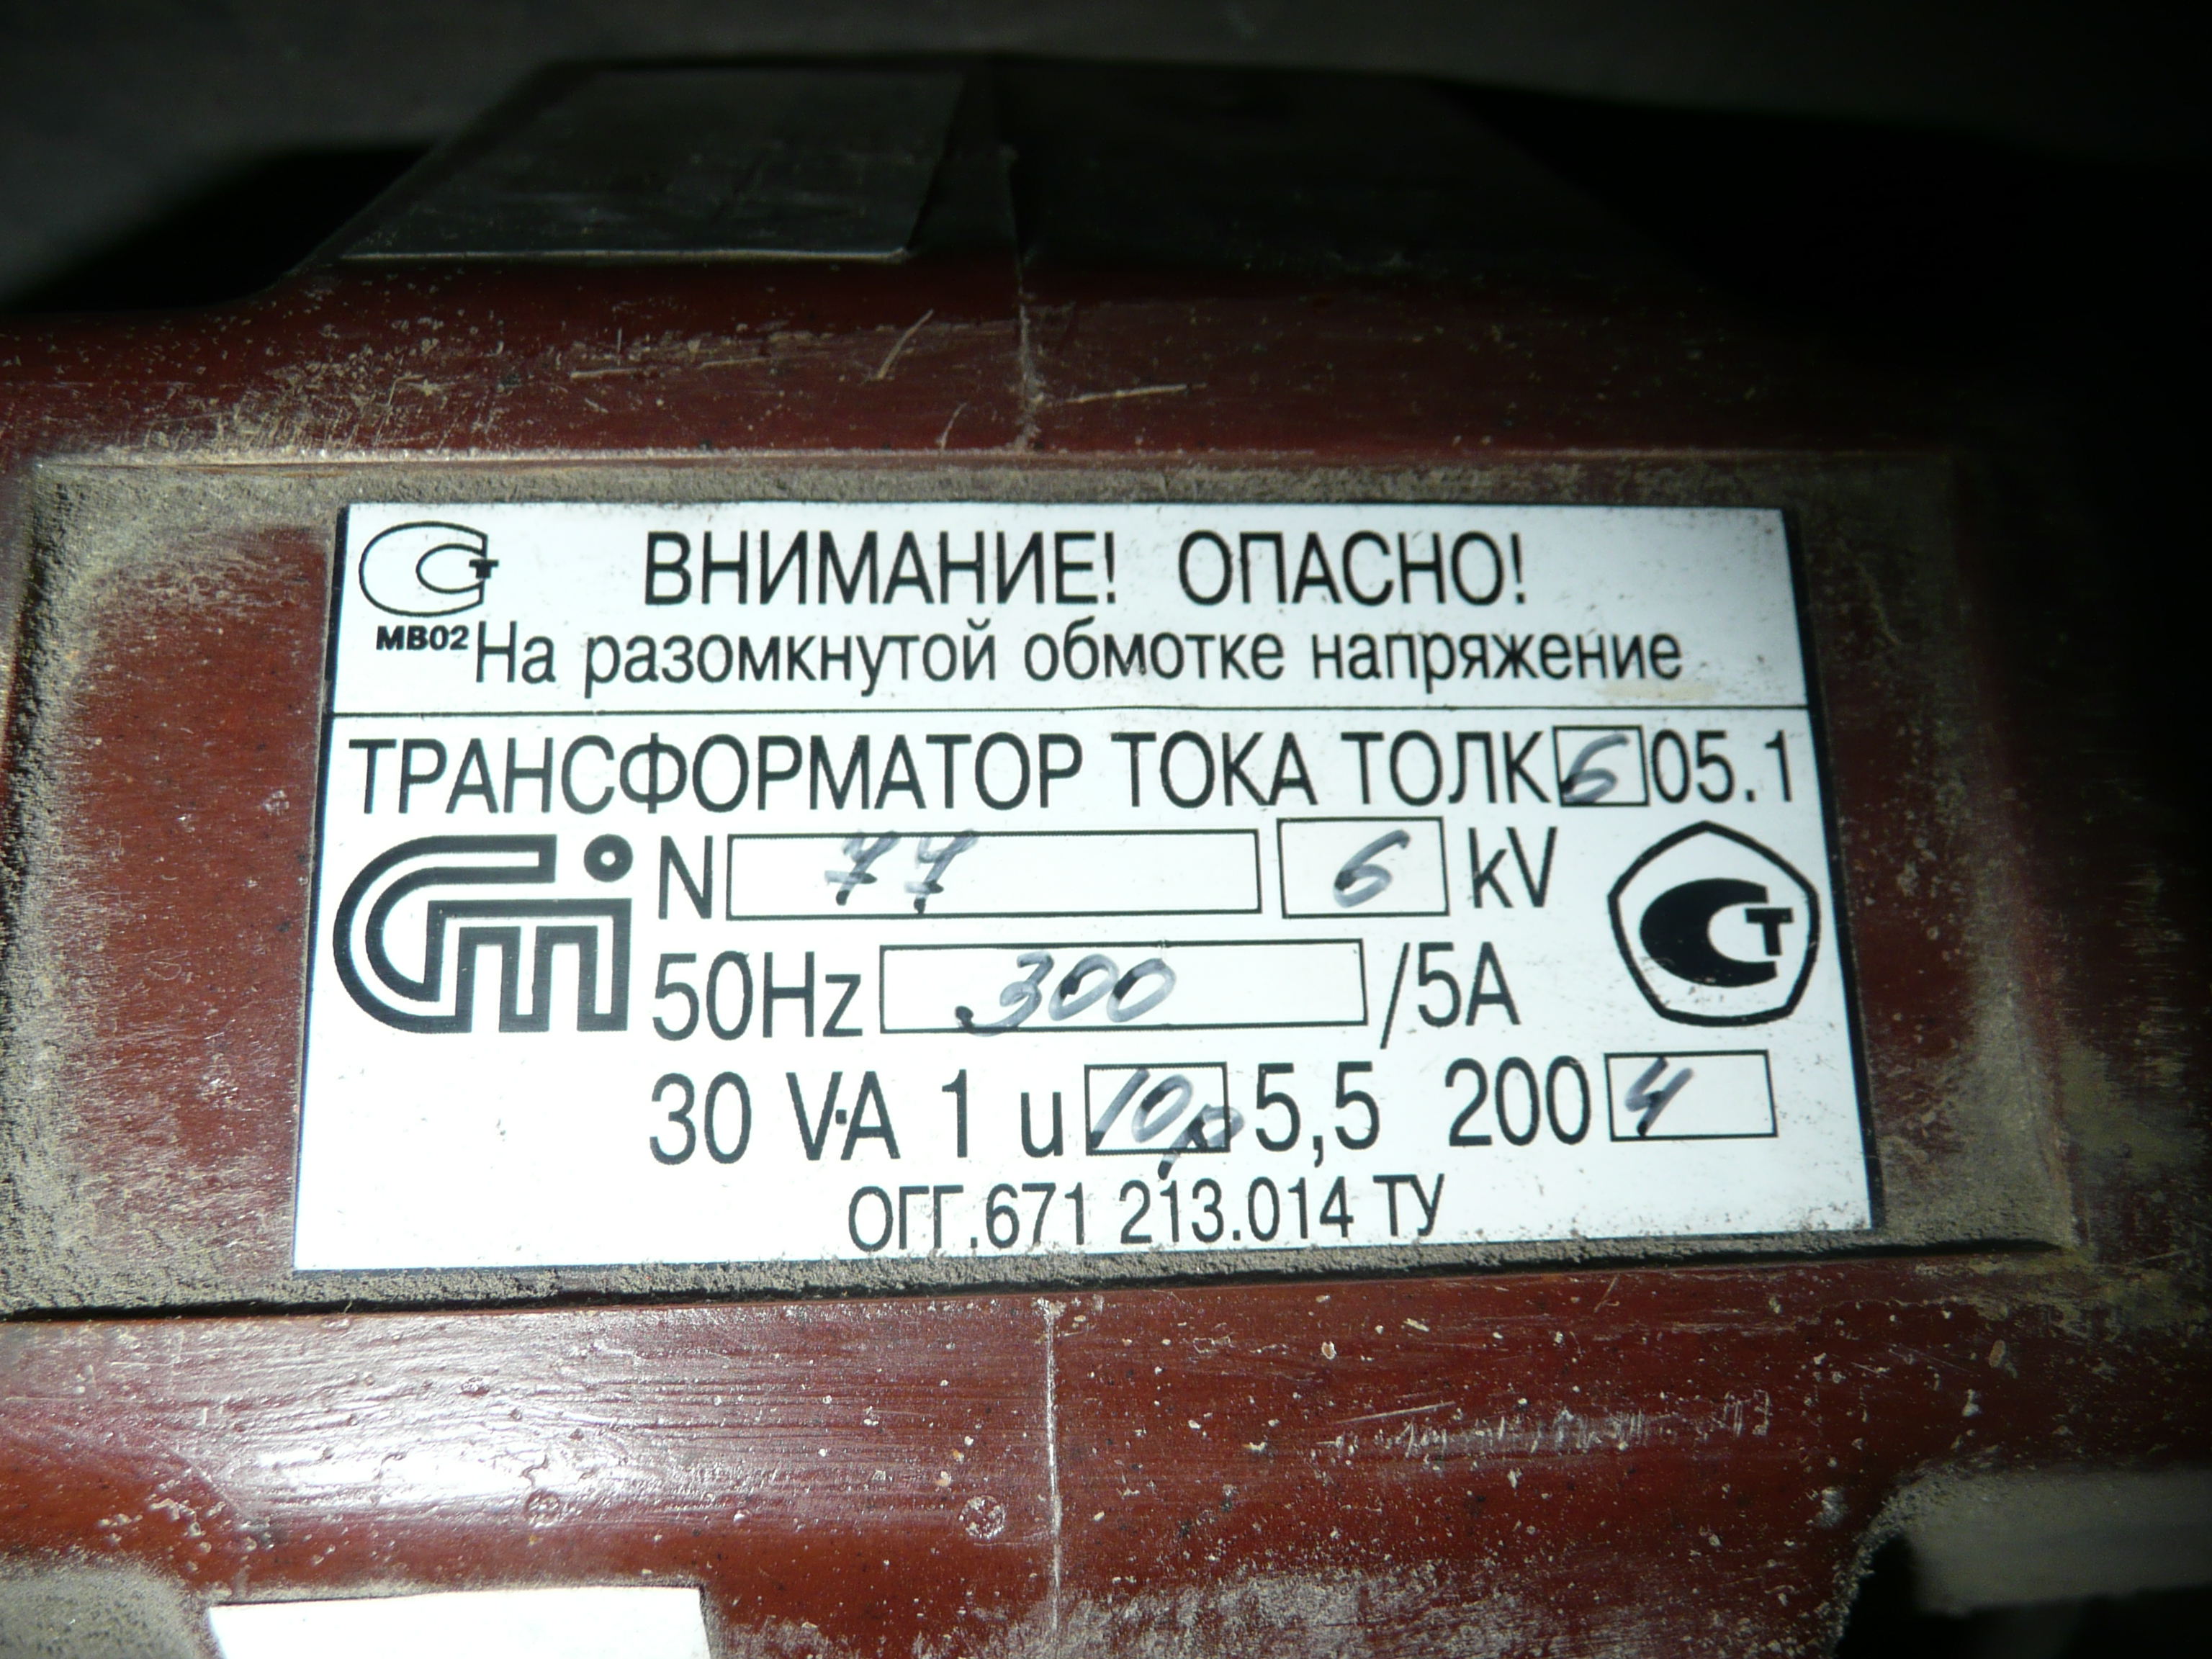 ВНИМАНИЕ! ОПАСНО!
МВ02 На разомкнутой обмотке напряжение
ТРАНСФОРМАТОР ТОКА ТОЛК 6 05.1
N 77 6 kV
50Hz 300 /5A
30 V·A 1 u 10р 5,5 2004
ОГГ.671 213.014 ТУ